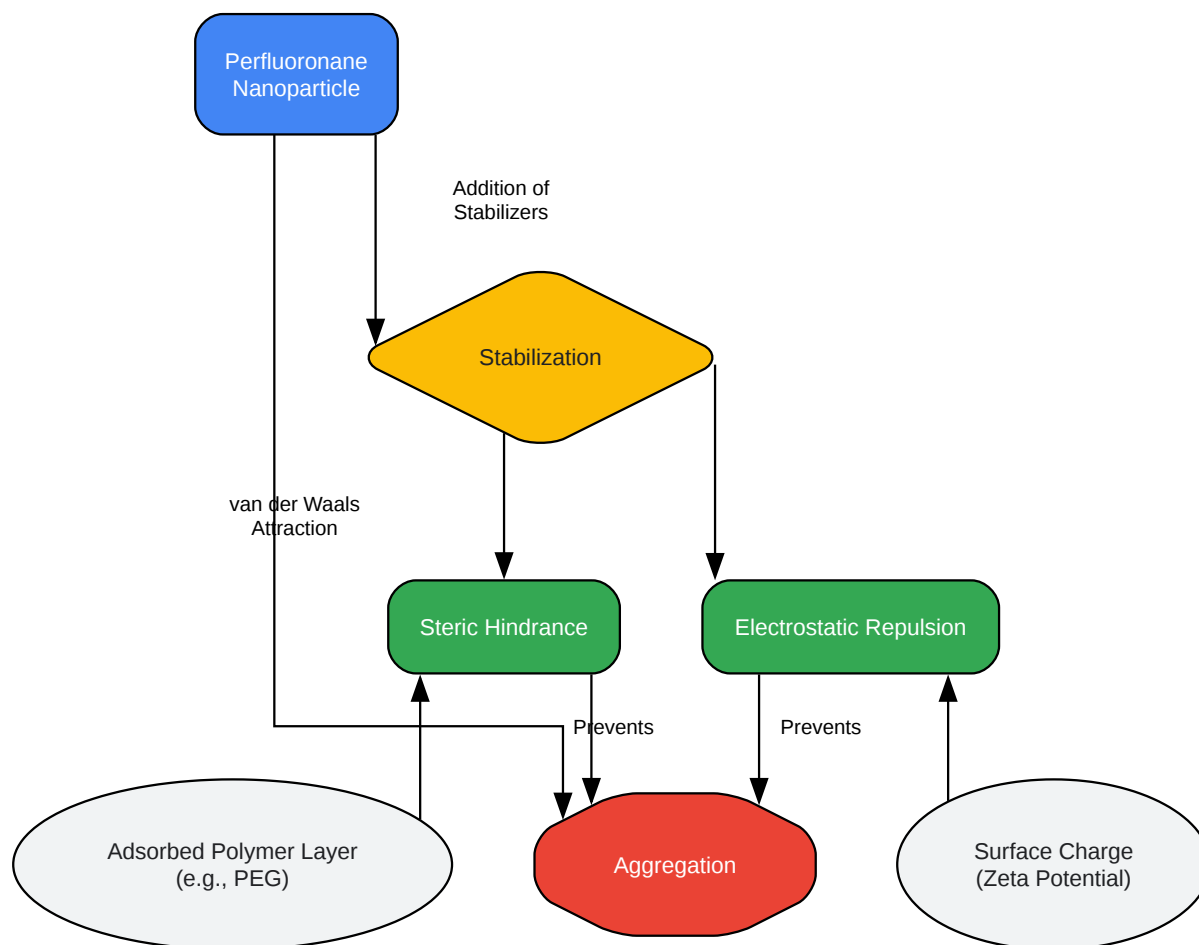 Perfluoronane
Nanoparticle
Addition of
Stabilizers
Stabilization
van der Waals
Attraction
Steric Hindrance
Electrostatic Repulsion
Prevents
Prevents
Adsorbed Polymer Layer
(e.g., PEG)
Aggregation
Surface Charge
(Zeta Potential)